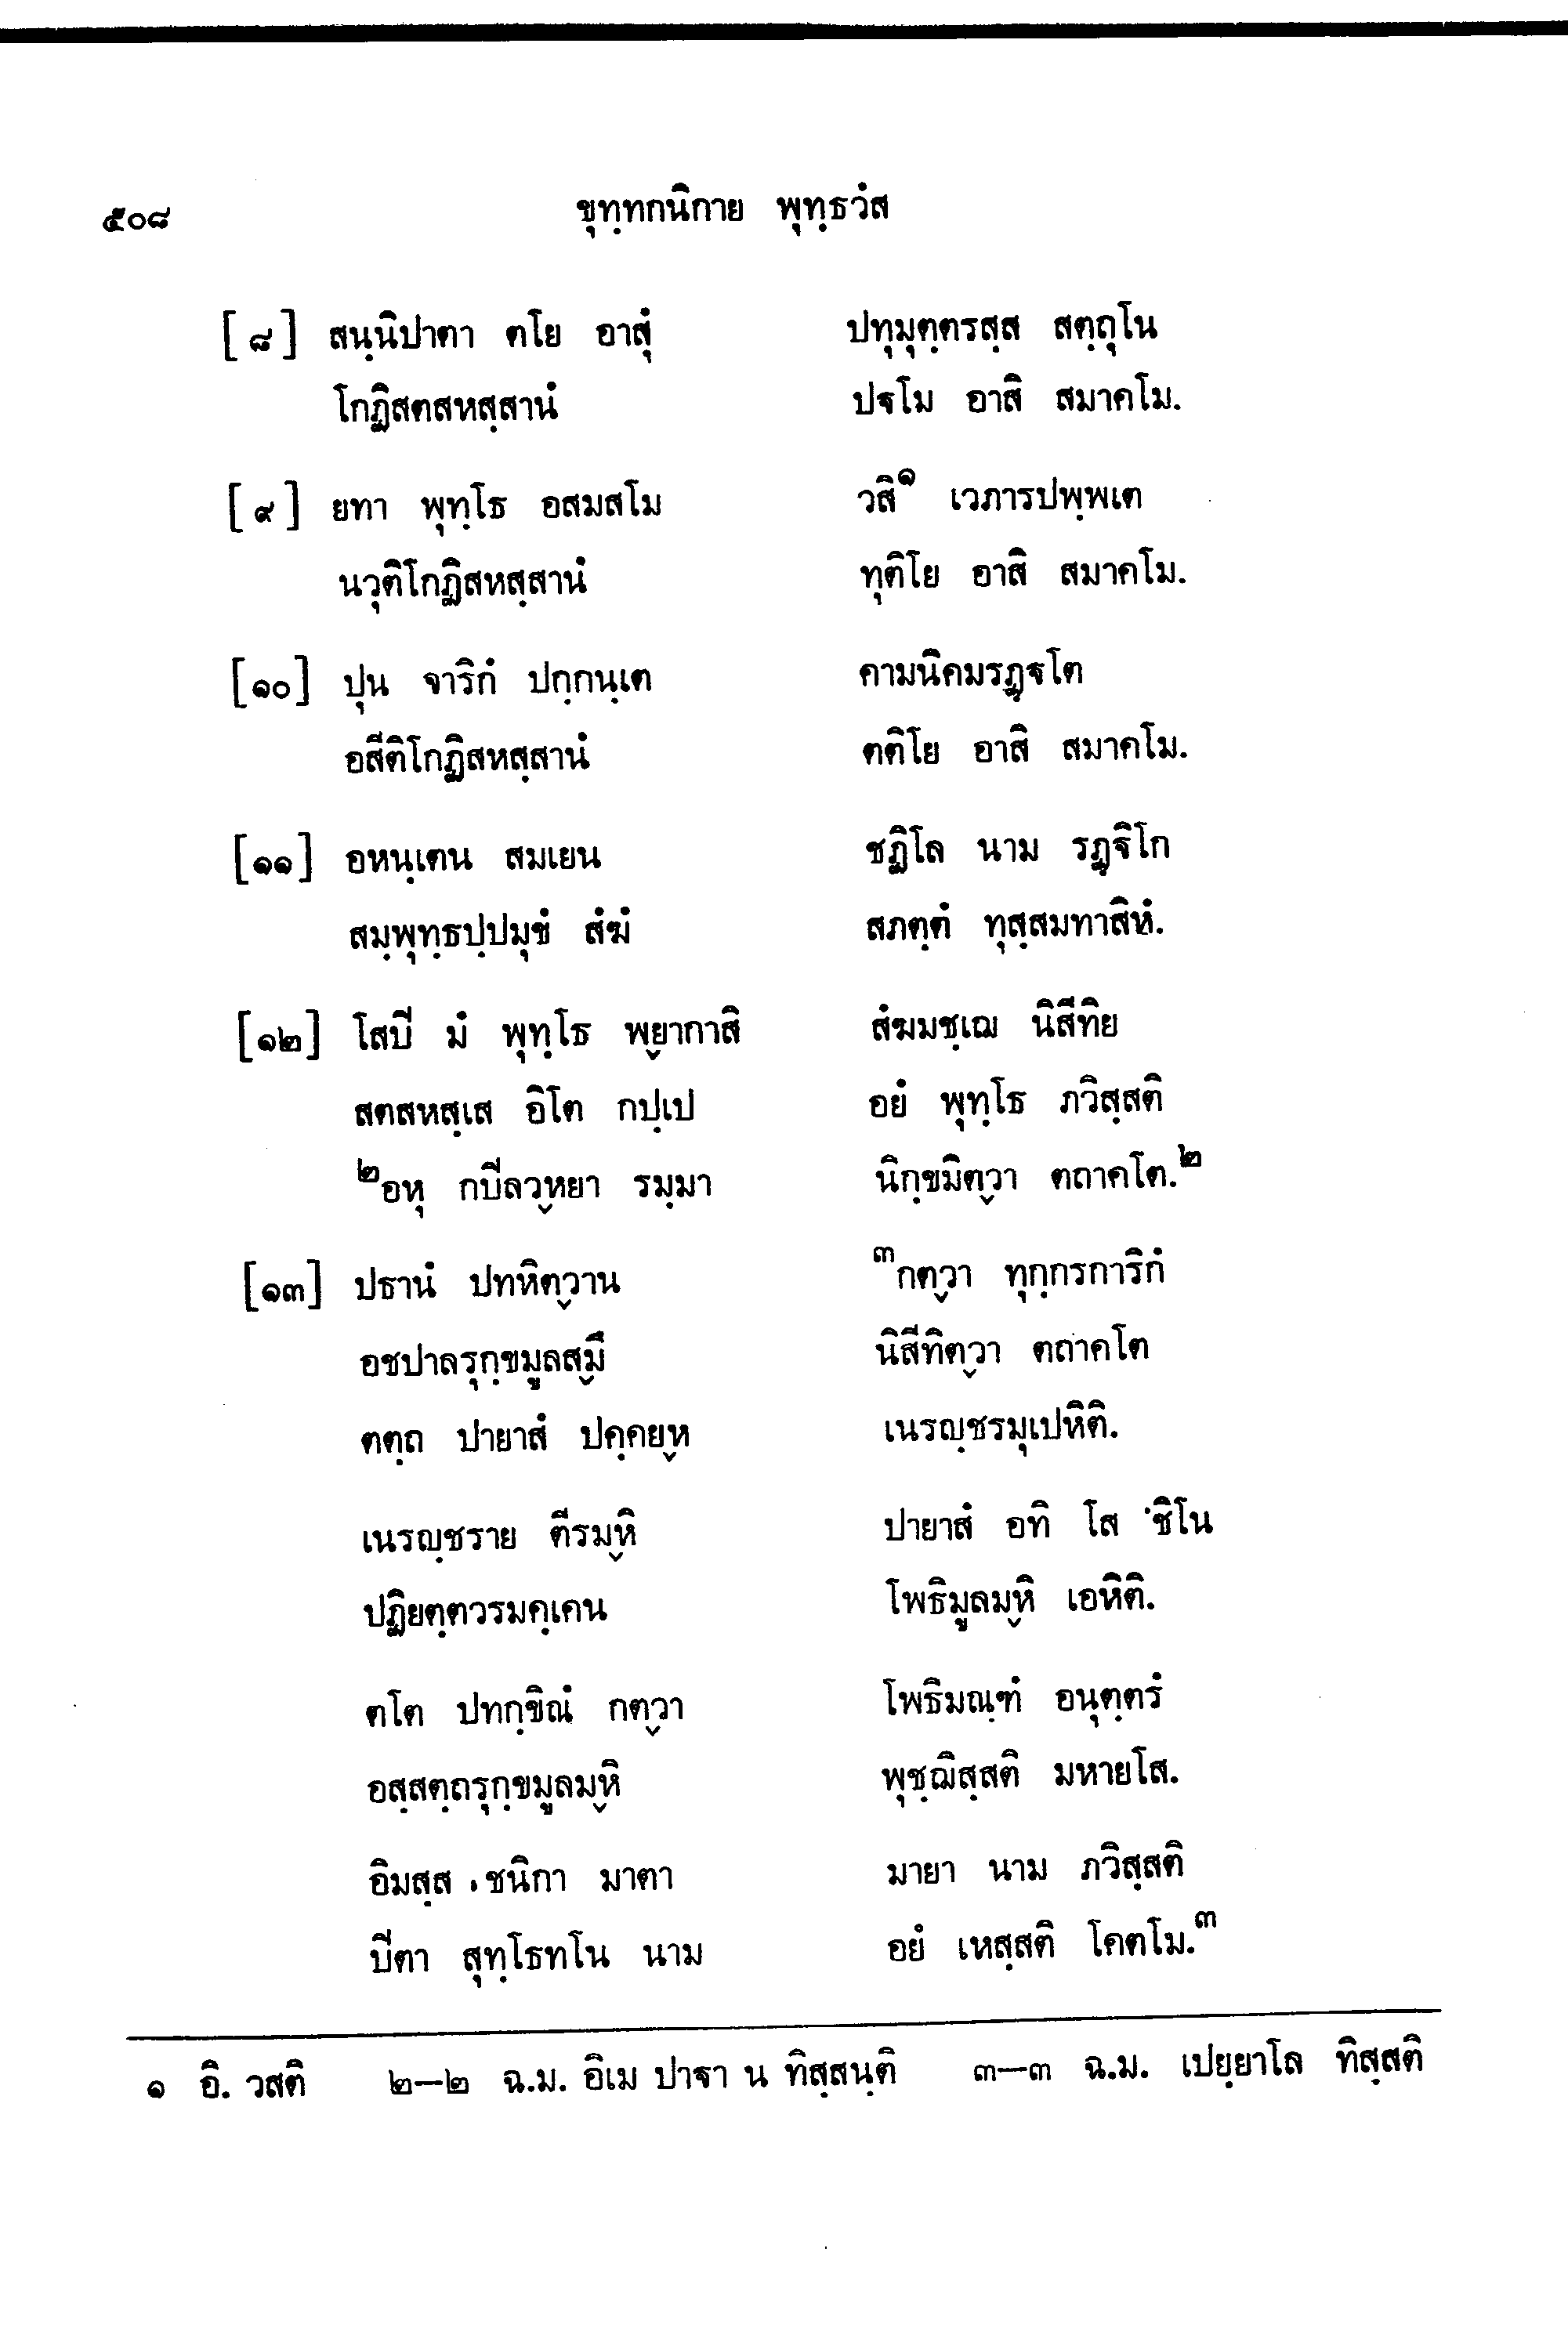 ๕๐๘ ขุทฺทกนิกาย พุทฺธวํส
[๘] สนฺนิปาตา ตโย อาสุํ ปทุมุตฺตรสฺส สตฺถุโน
โกฏิสตสหสฺสานํ ปฐโม อาสิ สมาคโม.
[๙] ยทา พุทฺโธ อสมสโม วสิ๑ เวภารปพฺพเต
นวุติโกฏิสหสฺสานํ ทุติโย อาสิ สมาคโม.
[๑๐] ปุน จาริกํ ปกฺกนฺเต คามนิคมรฏฺฐโต
อสีติโกฏิสหสฺสานํ ตติโย อาสิ สมาคโม.
[๑๑] อหนฺเตน สมเยน ชฏิโล นาม รฏฺฐิโก
สมฺพุทฺธปฺปมุขํ สํฆํ สภตฺตํ ทุสฺสมทาสิหํ.
[๑๒] โสปิ มํ พุทฺโธ พฺยากาสิ สํฆมชฺเฌ นิสีทิย
สตสหสฺเส อิโต กปฺเป อยํ พุทฺโธ ภวิสฺสติ
๒อหุ กปิลวฺหยา รมฺมา นิกฺขมิตฺวา ตถาคโต.๒
[๑๓] ปธานํ ปทหิตฺวาน ๓กตฺวา ทุกฺกรการิกํ
อชปาลรุกฺขมูลสฺมึ นิสีทิตฺวา ตถาคโต
ตตฺถ ปายาสํ ปคฺคยฺห เนรญฺชรมุเปหิติ.
เนรญฺชราย ตีรมฺหิ ปายาสํ อทิ โส ชิโน
ปฏิยตฺตวรมคฺเคน โพธิมูลมฺหิ เอหิติ.
ตโต ปทกฺขิณํ กตฺวา โพธิมณฺฑํ อนุตฺตรํ
อสฺสตฺถรุกฺขมูลมฺหิ พุชฺฌิสฺสติ มหายโส.
อิมสฺส ชนิกา มาตา มายา นาม ภวิสฺสติ
ปิตา สุทฺโธทโน นาม อยํ เหสฺสติ โคตโม.๓
๑ อิ. วสติ ๒—๒ ฉ.ม. อิเม ปาฐา น ทิสฺสนฺติ ๓—๓ ฉ.ม. เปยฺยาโล ทิสฺสติ